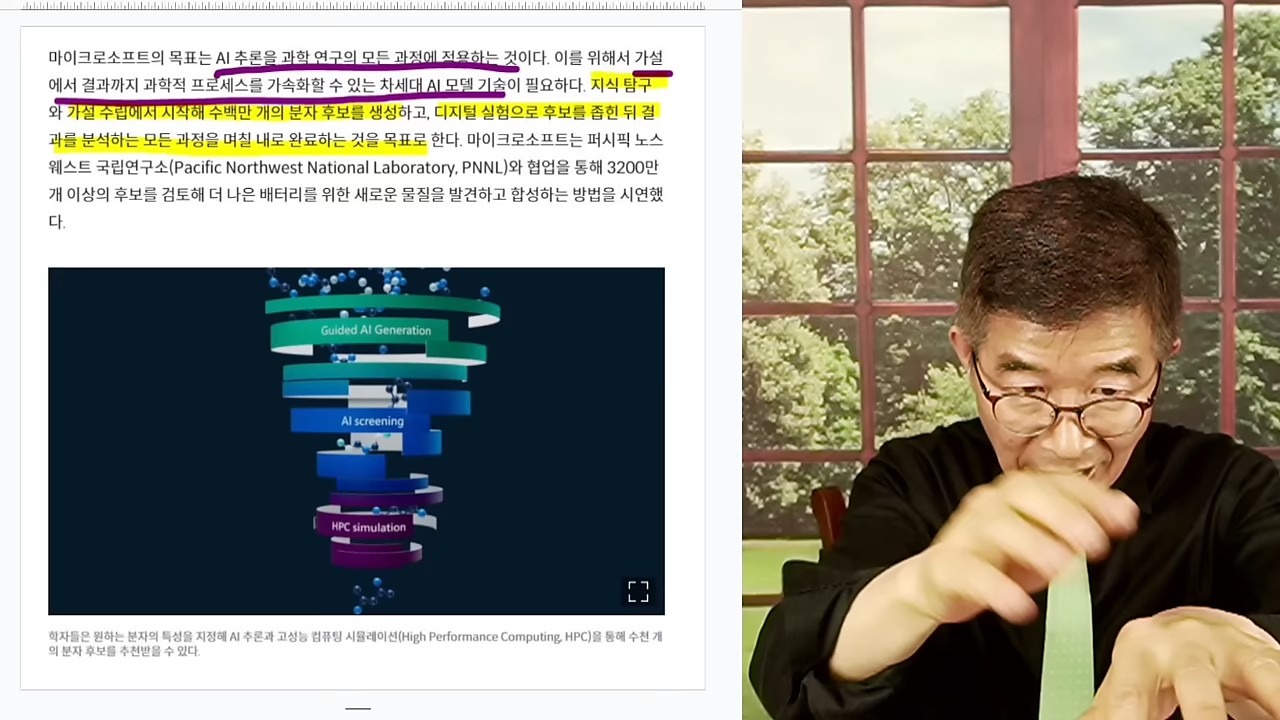 마이크로소프트의 목표는 AI 추론을 과학 연구의 모든 과정에 적용하는 것이다. 이를 위해서 가설
에서 결과까지 과학적 프로세스를 가속화할 수 있는 차세대 AI 모델 기술이 필요하다. 지식 탐구
와 가설 수립에서 시작해 수백만 개의 분자 후보를 생성하고, 디지털 실험으로 후보를 좁힌 뒤 결
과를 분석하는 모든 과정을 며칠 내로 완료하는 것을 목표로 한다. 마이크로소프트는 퍼시픽 노스
웨스트 국립연구소(Pacific Northwest National Laboratory, PNNL)와 협업을 통해 3200만
개 이상의 후보를 검토해 더 나은 배터리를 위한 새로운 물질을 발견하고 합성하는 방법을 시연했
다.
Guided AI Generation
AI screening
HPC simulation
학자들은 원하는 분자의 특성을 지정해 AI 추론과 고성능 컴퓨팅 시뮬레이션(High Performance Computing, HPC)을 통해 수천 개
의 분자 후보를 추천받을 수 있다.